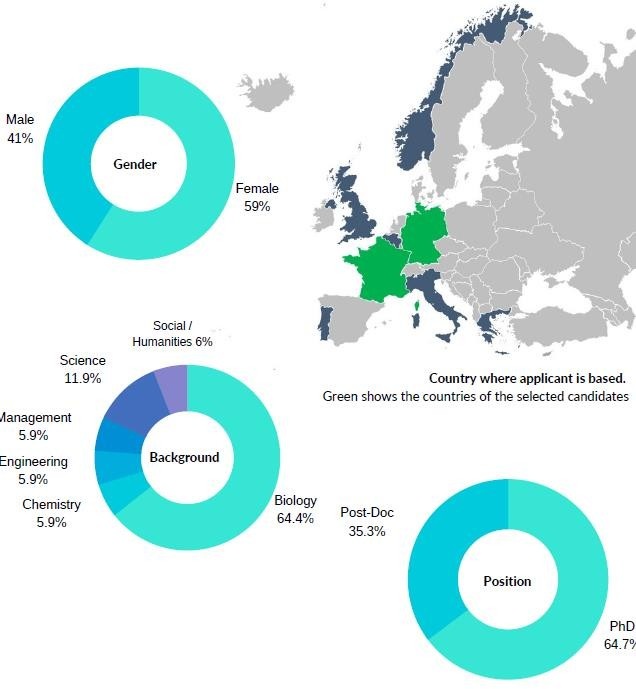 Male
41%
Gender
Female
59%
Social /
Humanities 6%
Science
11.9%
Management
5.9%
Engineering
5.9%
Chemistry
5.9%
Background
Biology
64.4%
Country where applicant is based.
Green shows the countries of the selected candidates
Post-Doc
35.3%
Position
PhD
64.7%